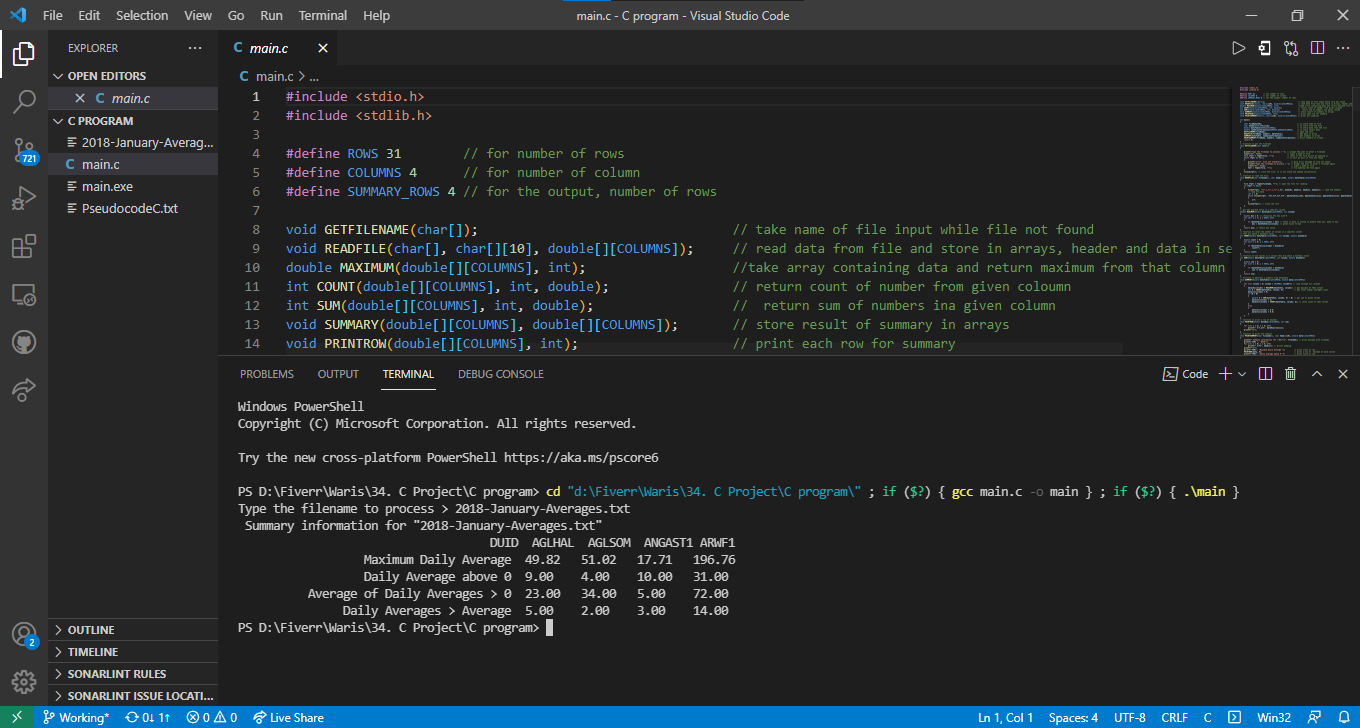 File Edit Selection View Go Run Terminal Help
main.c - C program - Visual Studio Code
EXPLORER
OPEN EDITORS
C main.c
C PROGRAM
2018-January-Averag...
C main.c
main.exe
PseudocodeC.txt
OUTLINE
TIMELINE
SONARLINT RULES
SONARLINT ISSUE LOCATI...
721
2
C main.c
C main.c > ...
1 #include <stdio.h>
2 #include <stdlib.h>
3
4 #define ROWS 31 // for number of rows
5 #define COLUMNS 4 // for number of column
6 #define SUMMARY_ROWS 4 // for the output, number of rows
7
8 void GETFILENAME(char[]); // take name of file input while file not found
9 void READFILE(char[], char[][10], double[][COLUMNS]); // read data from file and store in arrays, header and data in se
10 double MAXIMUM(double[][COLUMNS], int); //take array containing data and return maximum from that column
11 int COUNT(double[][COLUMNS], int, double); // return count of number from given coloumn
12 int SUM(double[][COLUMNS], int, double); // return sum of numbers ina given column
13 void SUMMARY(double[][COLUMNS], double[][COLUMNS]); // store result of summary in arrays
14 void PRINTROW(double[][COLUMNS], int); // print each row for summary
PROBLEMS OUTPUT TERMINAL DEBUG CONSOLE
Code
Windows PowerShell
Copyright (C) Microsoft Corporation. All rights reserved.
Try the new cross-platform PowerShell https://aka.ms/pscore6
PS D:\Fiverr\Waris\34. C Project\C program> cd "d:\Fiverr\Waris\34. C Project\C program\" ; if ($?) { gcc main.c -o main } ; if ($?) { .\main }
Type the filename to process > 2018-January-Averages.txt
Summary information for "2018-January-Averages.txt"
DUID AGLHAL AGLSOM ANGAST1 ARWF1
Maximum Daily Average 49.82 51.02 17.71 196.76
Daily Average above 0 9.00 4.00 10.00 31.00
Average of Daily Averages > 0 23.00 34.00 5.00 72.00
Daily Averages > Average 5.00 2.00 3.00 14.00
PS D:\Fiverr\Waris\34. C Project\C program>
Working* 0↓ 1↑ 0 0 Live Share
Ln 1, Col 1 Spaces: 4 UTF-8 CRLF C Win32